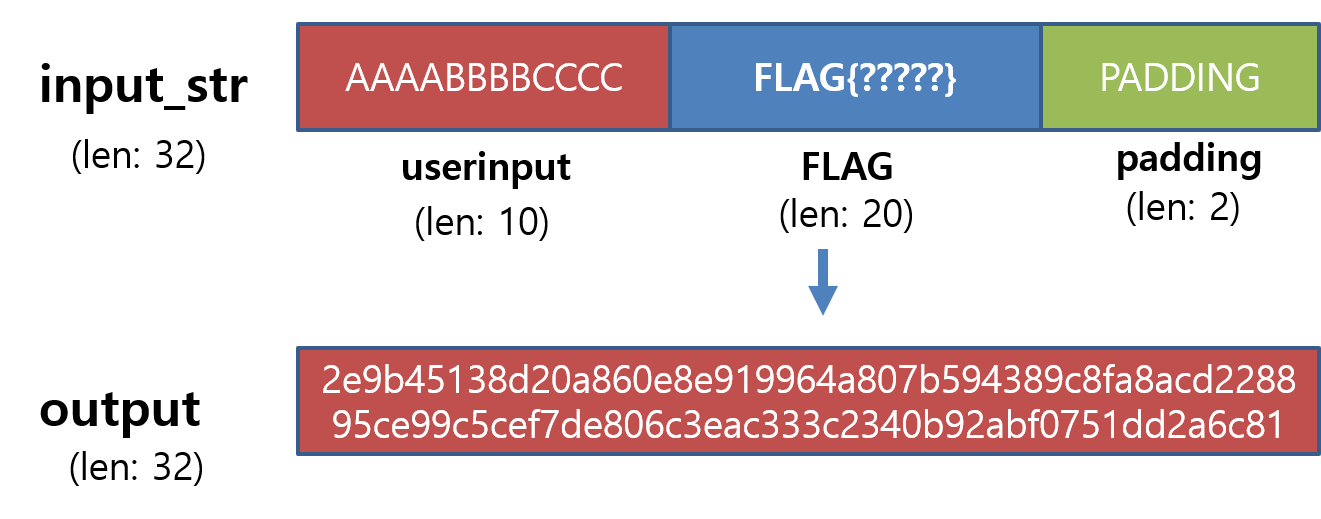 input_str
(len: 32)
AAAABBBBCCCC
FLAG{?????}
PADDING
userinput
(len: 10)
FLAG
(len: 20)
padding
(len: 2)
output
(len: 32)
2e9b45138d20a860e8e919964a807b594389c8fa8acd2288
95ce99c5cef7de806c3eac333c2340b92abf0751dd2a6c81